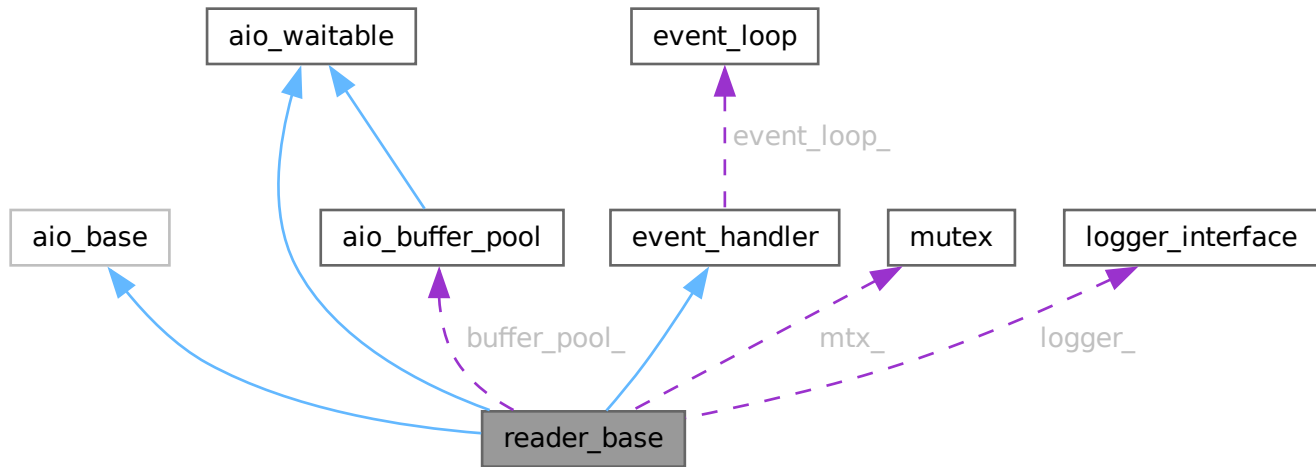 aio_waitable
event_loop
event_loop_
aio_base
aio_buffer_pool
event_handler
mutex
logger_interface
buffer_pool_
mtx_
logger_
reader_base